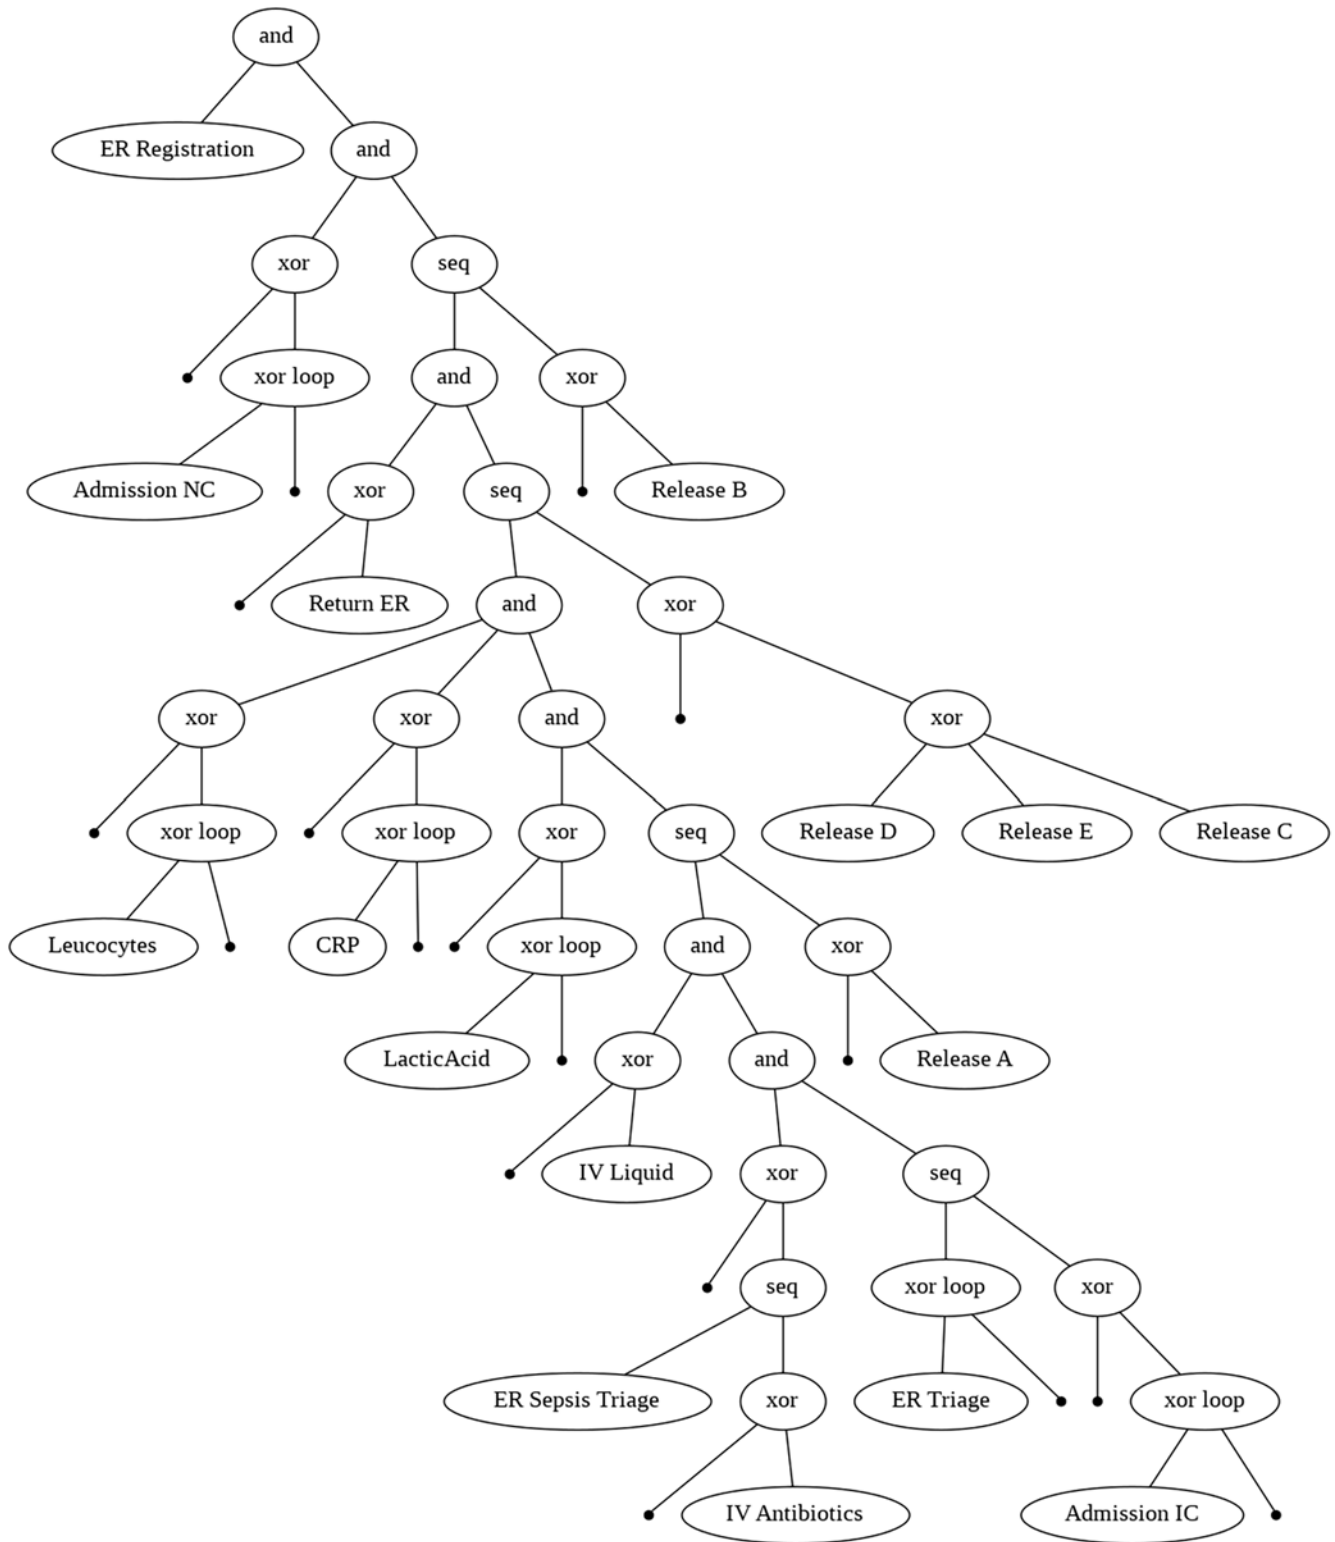 and
ER Registration
and
xor
seq
xor loop
and
xor
Admission NC
xor
seq
Release B
Return ER
and
xor
xor
xor
and
xor
xor loop
xor loop
xor
seq
Release D
Release E
Release C
Leucocytes
CRP
xor loop
and
xor
LacticAcid
xor
and
Release A
IV Liquid
xor
seq
seq
xor loop
xor
ER Sepsis Triage
xor
ER Triage
xor loop
IV Antibiotics
Admission IC